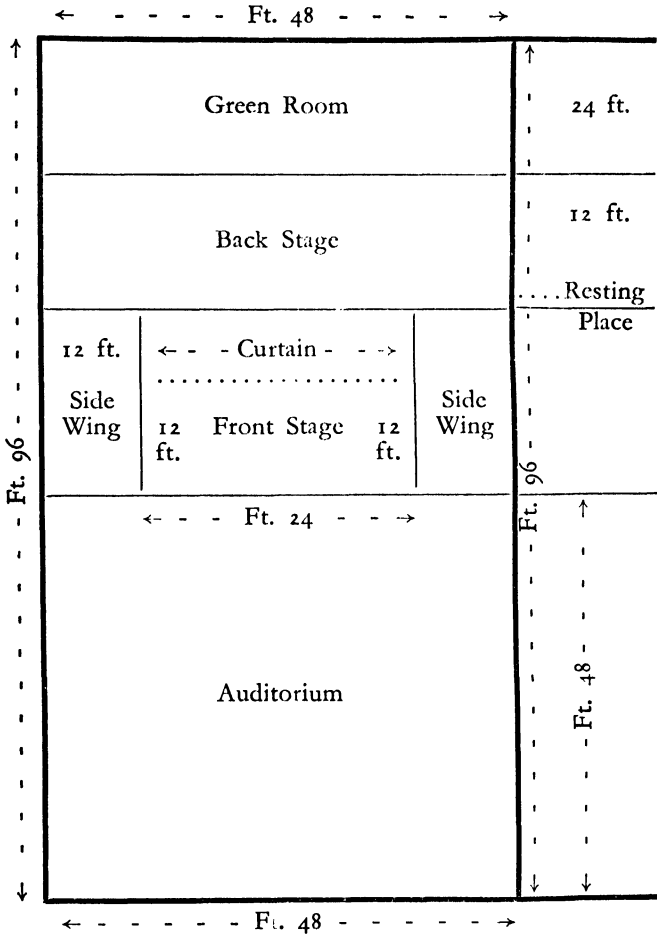 Ft. 48
Green Room
24 ft.
Back Stage
12 ft.
Resting
Place
12 ft.
Curtain
Side
Wing
12
ft.
Front Stage
12
ft.
Side
Wing
Ft. 96
Ft. 96
Ft. 24
Auditorium
Ft. 48
Ft. 48